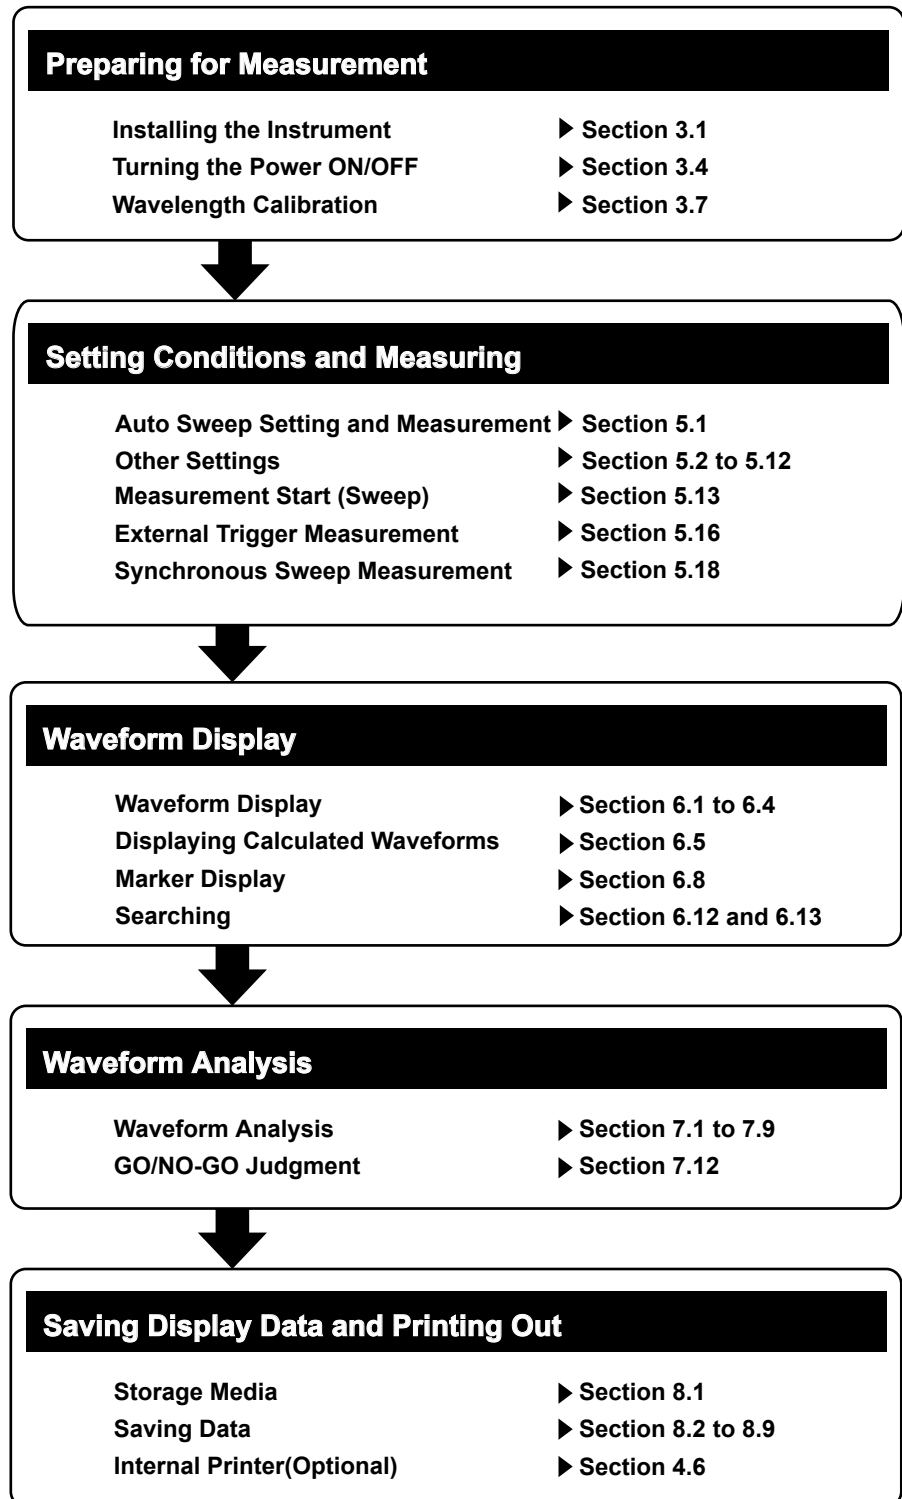 Preparing for Measurement
Installing the Instrument ▶ Section 3.1
Turning the Power ON/OFF ▶ Section 3.4
Wavelength Calibration ▶ Section 3.7
Setting Conditions and Measuring
Auto Sweep Setting and Measurement ▶ Section 5.1
Other Settings ▶ Section 5.2 to 5.12
Measurement Start (Sweep) ▶ Section 5.13
External Trigger Measurement ▶ Section 5.16
Synchronous Sweep Measurement ▶ Section 5.18
Waveform Display
Waveform Display ▶ Section 6.1 to 6.4
Displaying Calculated Waveforms ▶ Section 6.5
Marker Display ▶ Section 6.8
Searching ▶ Section 6.12 and 6.13
Waveform Analysis
Waveform Analysis ▶ Section 7.1 to 7.9
GO/NO-GO Judgment ▶ Section 7.12
Saving Display Data and Printing Out
Storage Media ▶ Section 8.1
Saving Data ▶ Section 8.2 to 8.9
Internal Printer(Optional) ▶ Section 4.6